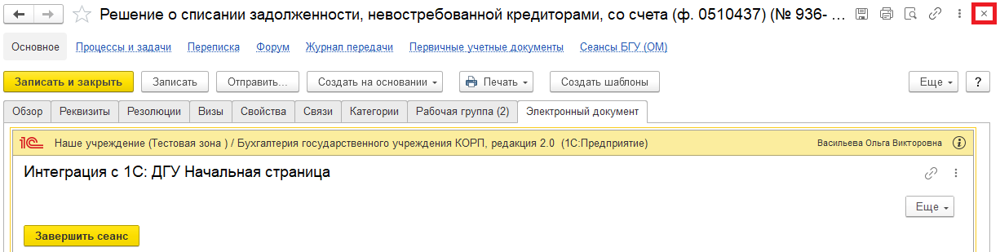 Решение о списании задолженности, невостребованной кредиторами, со счета (ф. 0510437) (№ 936- ...
Основное Процессы и задачи Переписка Форум Журнал передачи Первичные учетные документы Сеансы БГУ (ОМ)
Записать и закрыть Записать Отправить... Создать на основании Печать Создать шаблоны Еще ?
Обзор Реквизиты Резолюции Визы Свойства Связи Категории Рабочая группа (2) Электронный документ
1С Наше учреждение (Тестовая зона ) / Бухгалтерия государственного учреждения КОРП, редакция 2.0 (1С:Предприятие) Васильева Ольга Викторовна i
Интеграция с 1С: ДГУ Начальная страница
Еще
Завершить сеанс